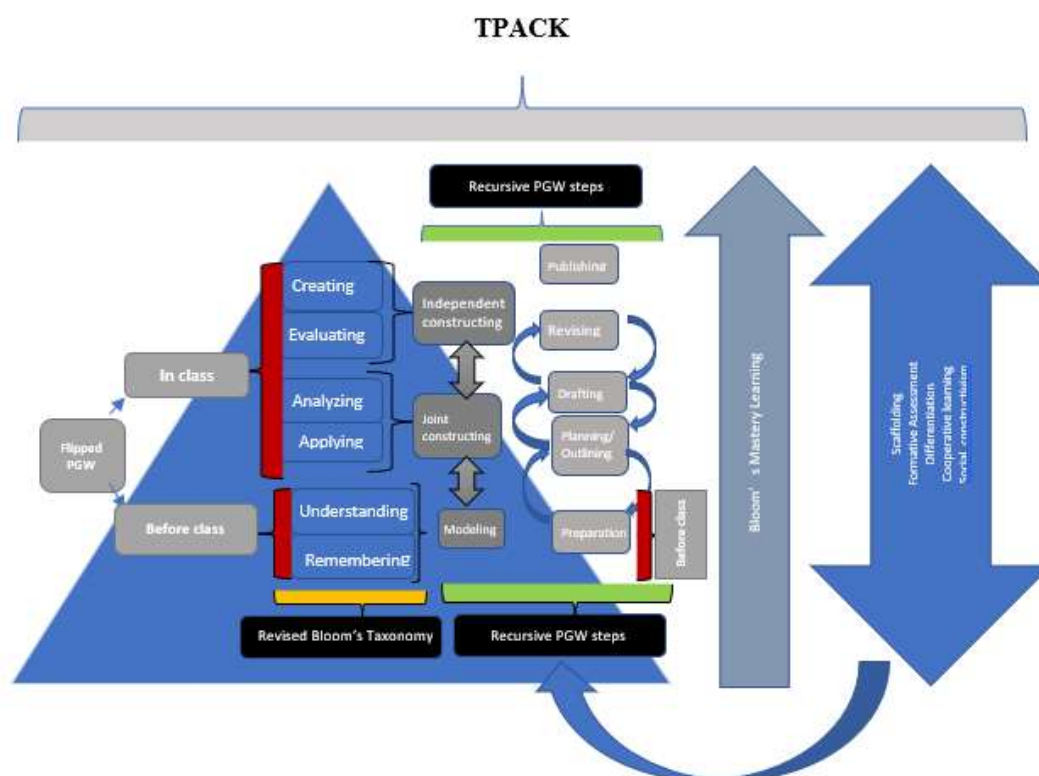 TPACK
Recursive PGW steps
Publishing
Creating
Independent
constructing
Evaluating
Revising
In class
Analyzing
Joint
constructing
Drafting
Applying
Planning/
Outlining
Flipped
PGW
Understanding
Before class
Modeling
Preparation
Before class
Remembering
Revised Bloom's Taxonomy
Recursive PGW steps
Bloom' s Mastery Learning
Scaffolding
Formative Assessment
Differentiation
Cooperative learning
Social constructivism